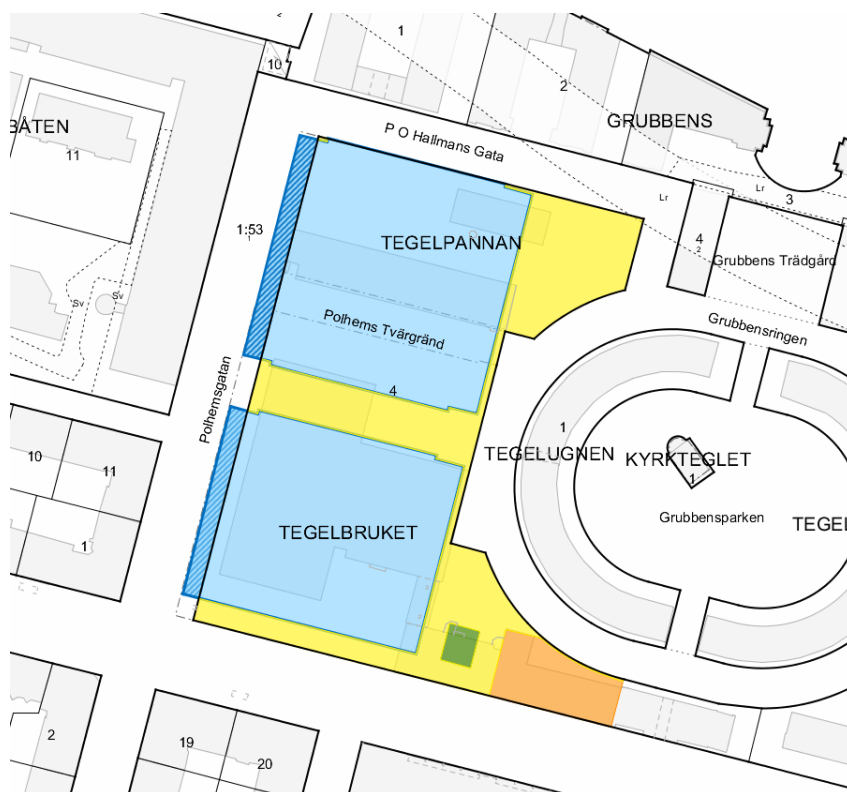 1
10
2
BÅTEN
11
GRUBBENS
P O Hallmans Gata
Lr
Lr
3
1:53
TEGELPANNAN
4
2
Grubbens Trädgård
Sv
Sv
Polhems Tvärgränd
Grubbensringen
Polhemsgatan
4
1
10
11
TEGELUGNEN
KYRKTEGLET
1
Grubbensparken
TEGEL
TEGELBRUKET
1
2
19
20